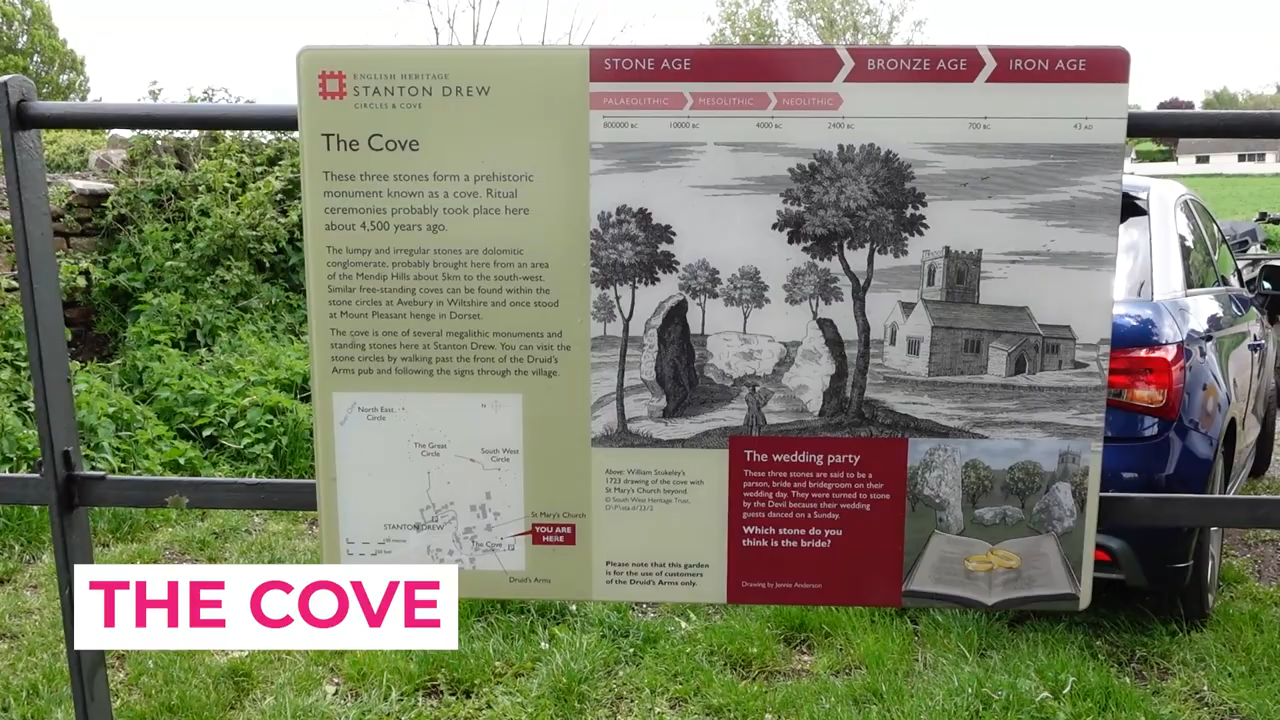 ENGLISH HERITAGE
STANTON DREW
CIRCLES & COVE
The Cove
These three stones form a prehistoric
monument known as a cove. Ritual
ceremonies probably took place here
about 4,500 years ago.
The lumpy and irregular stones are dolomitic
conglomerate, probably brought here from an area
of the Mendip Hills about 5km to the south-west.
Similar free-standing coves can be found within the
stone circles at Avebury in Wiltshire and once stood
at Mount Pleasant henge in Dorset.
The cove is one of several megalithic monuments and
standing stones here at Stanton Drew. You can visit the
stone circles by walking past the front of the Druid's
Arms pub and following the signs through the village.
North East
Circle
N
The Great
Circle
South West
Circle
St Mary's Church
STANTON DREW
YOU ARE
HERE
The Cove
Druid's Arms
STONE AGE
BRONZE AGE
IRON AGE
PALAEOLITHIC
MESOLITHIC
NEOLITHIC
800000 BC
10000 BC
4000 BC
2400 BC
700 BC
43 AD
Above: William Stukeley's
1723 drawing of the cove with
St Mary's Church beyond.
© South West Heritage Trust,
Please note that this garden
is for the use of customers
of the Druid's Arms only.
The wedding party
These three stones are said to be a
parson, bride and bridegroom on their
wedding day. They were turned to stone
by the Devil because their wedding
guests danced on a Sunday.
Which stone do you
think is the bride?
Drawing by Jennie Anderson
THE COVE